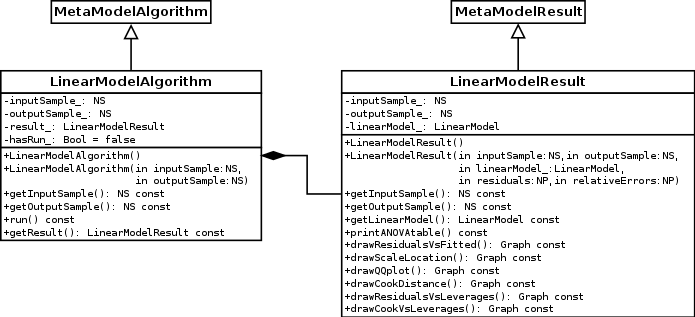 MetaModelAlgorithm
MetaModelResult
LinearModelAlgorithm
-inputSample_: NS
-outputSample_: NS
-result_: LinearModelResult
-hasRun_: Bool = false
+LinearModelAlgorithm()
+LinearModelAlgorithm(in inputSample:NS,
in outputSample:NS)
+getInputSample(): NS const
+getOutputSample(): NS const
+run() const
+getResult(): LinearModelResult const
LinearModelResult
-inputSample_: NS
-outputSample_: NS
-linearModel_: LinearModel
+LinearModelResult()
+LinearModelResult(in inputSample:NS,in outputSample:NS,
in linearModel_:LinearModel,
in residuals:NP,in relativeErrors:NP)
+getInputSample(): NS const
+getOutputSample(): NS const
+getLinearModel(): LinearModel const
+printANOVAtable() const
+drawResidualsVsFitted(): Graph const
+drawScaleLocation(): Graph const
+drawQQplot(): Graph const
+drawCookDistance(): Graph const
+drawResidualsVsLeverages(): Graph const
+drawCookVsLeverages(): Graph const